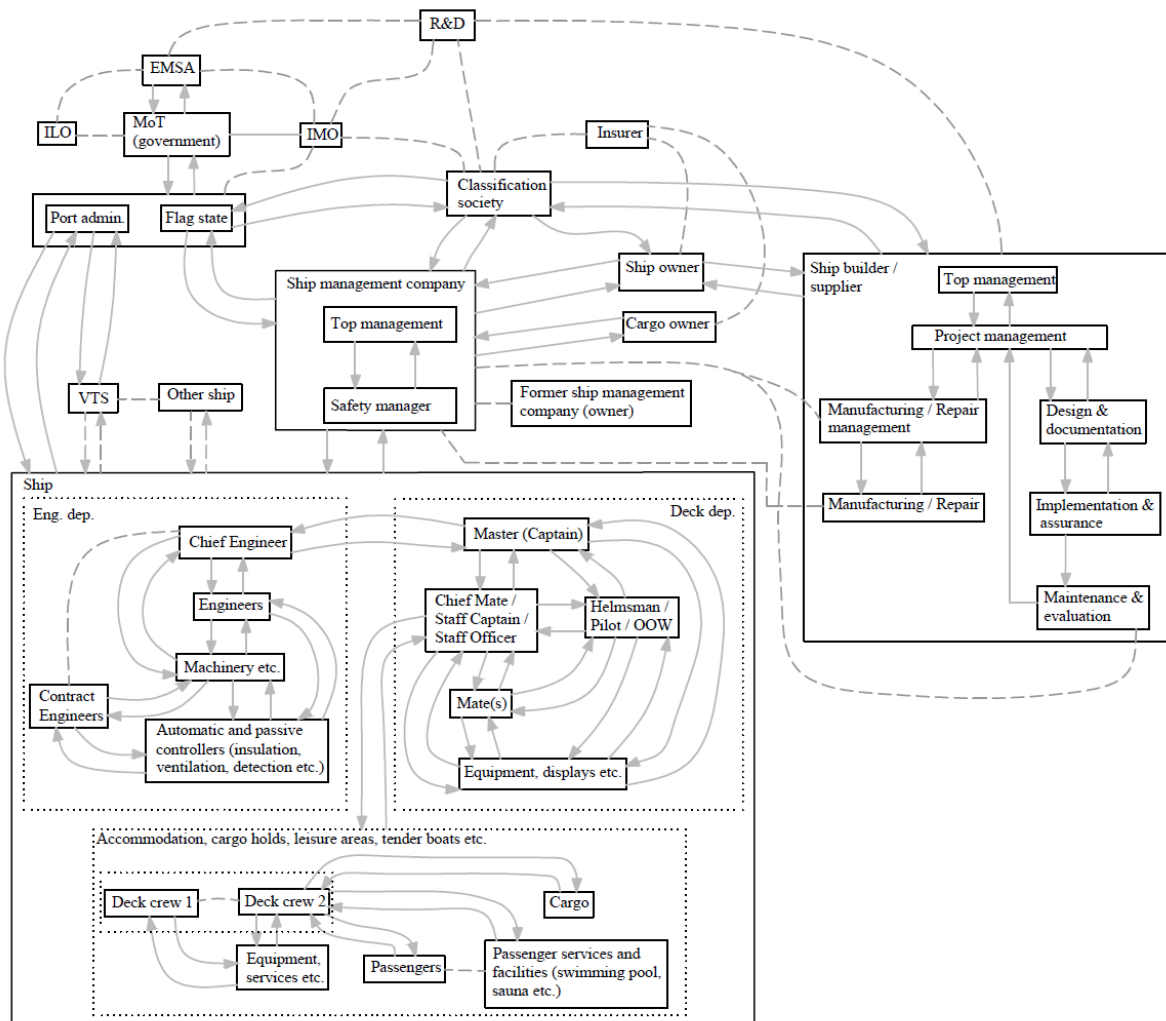 R&D
EMSA
ILO
MoT
(government)
IMO
Insurer
Classification
society
Port admin.
Flag state
Ship owner
Ship builder /
supplier
Top management
Ship management company
Top management
Cargo owner
Project management
VTS
Other ship
Safety manager
Former ship management
company (owner)
Manufacturing / Repair
management
Design &
documentation
Manufacturing / Repair
Implementation &
assurance
Maintenance &
evaluation
Ship
Eng. dep.
Chief Engineer
Engineers
Machinery etc.
Contract
Engineers
Automatic and passive
controllers (insulation,
ventilation, detection etc.)
Deck dep.
Master (Captain)
Chief Mate /
Staff Captain /
Staff Officer
Helmsman /
Pilot / OOW
Mate(s)
Equipment, displays etc.
Accommodation, cargo holds, leisure areas, tender boats etc.
Deck crew 1
Deck crew 2
Cargo
Equipment,
services etc.
Passengers
Passenger services and
facilities (swimming pool,
sauna etc.)